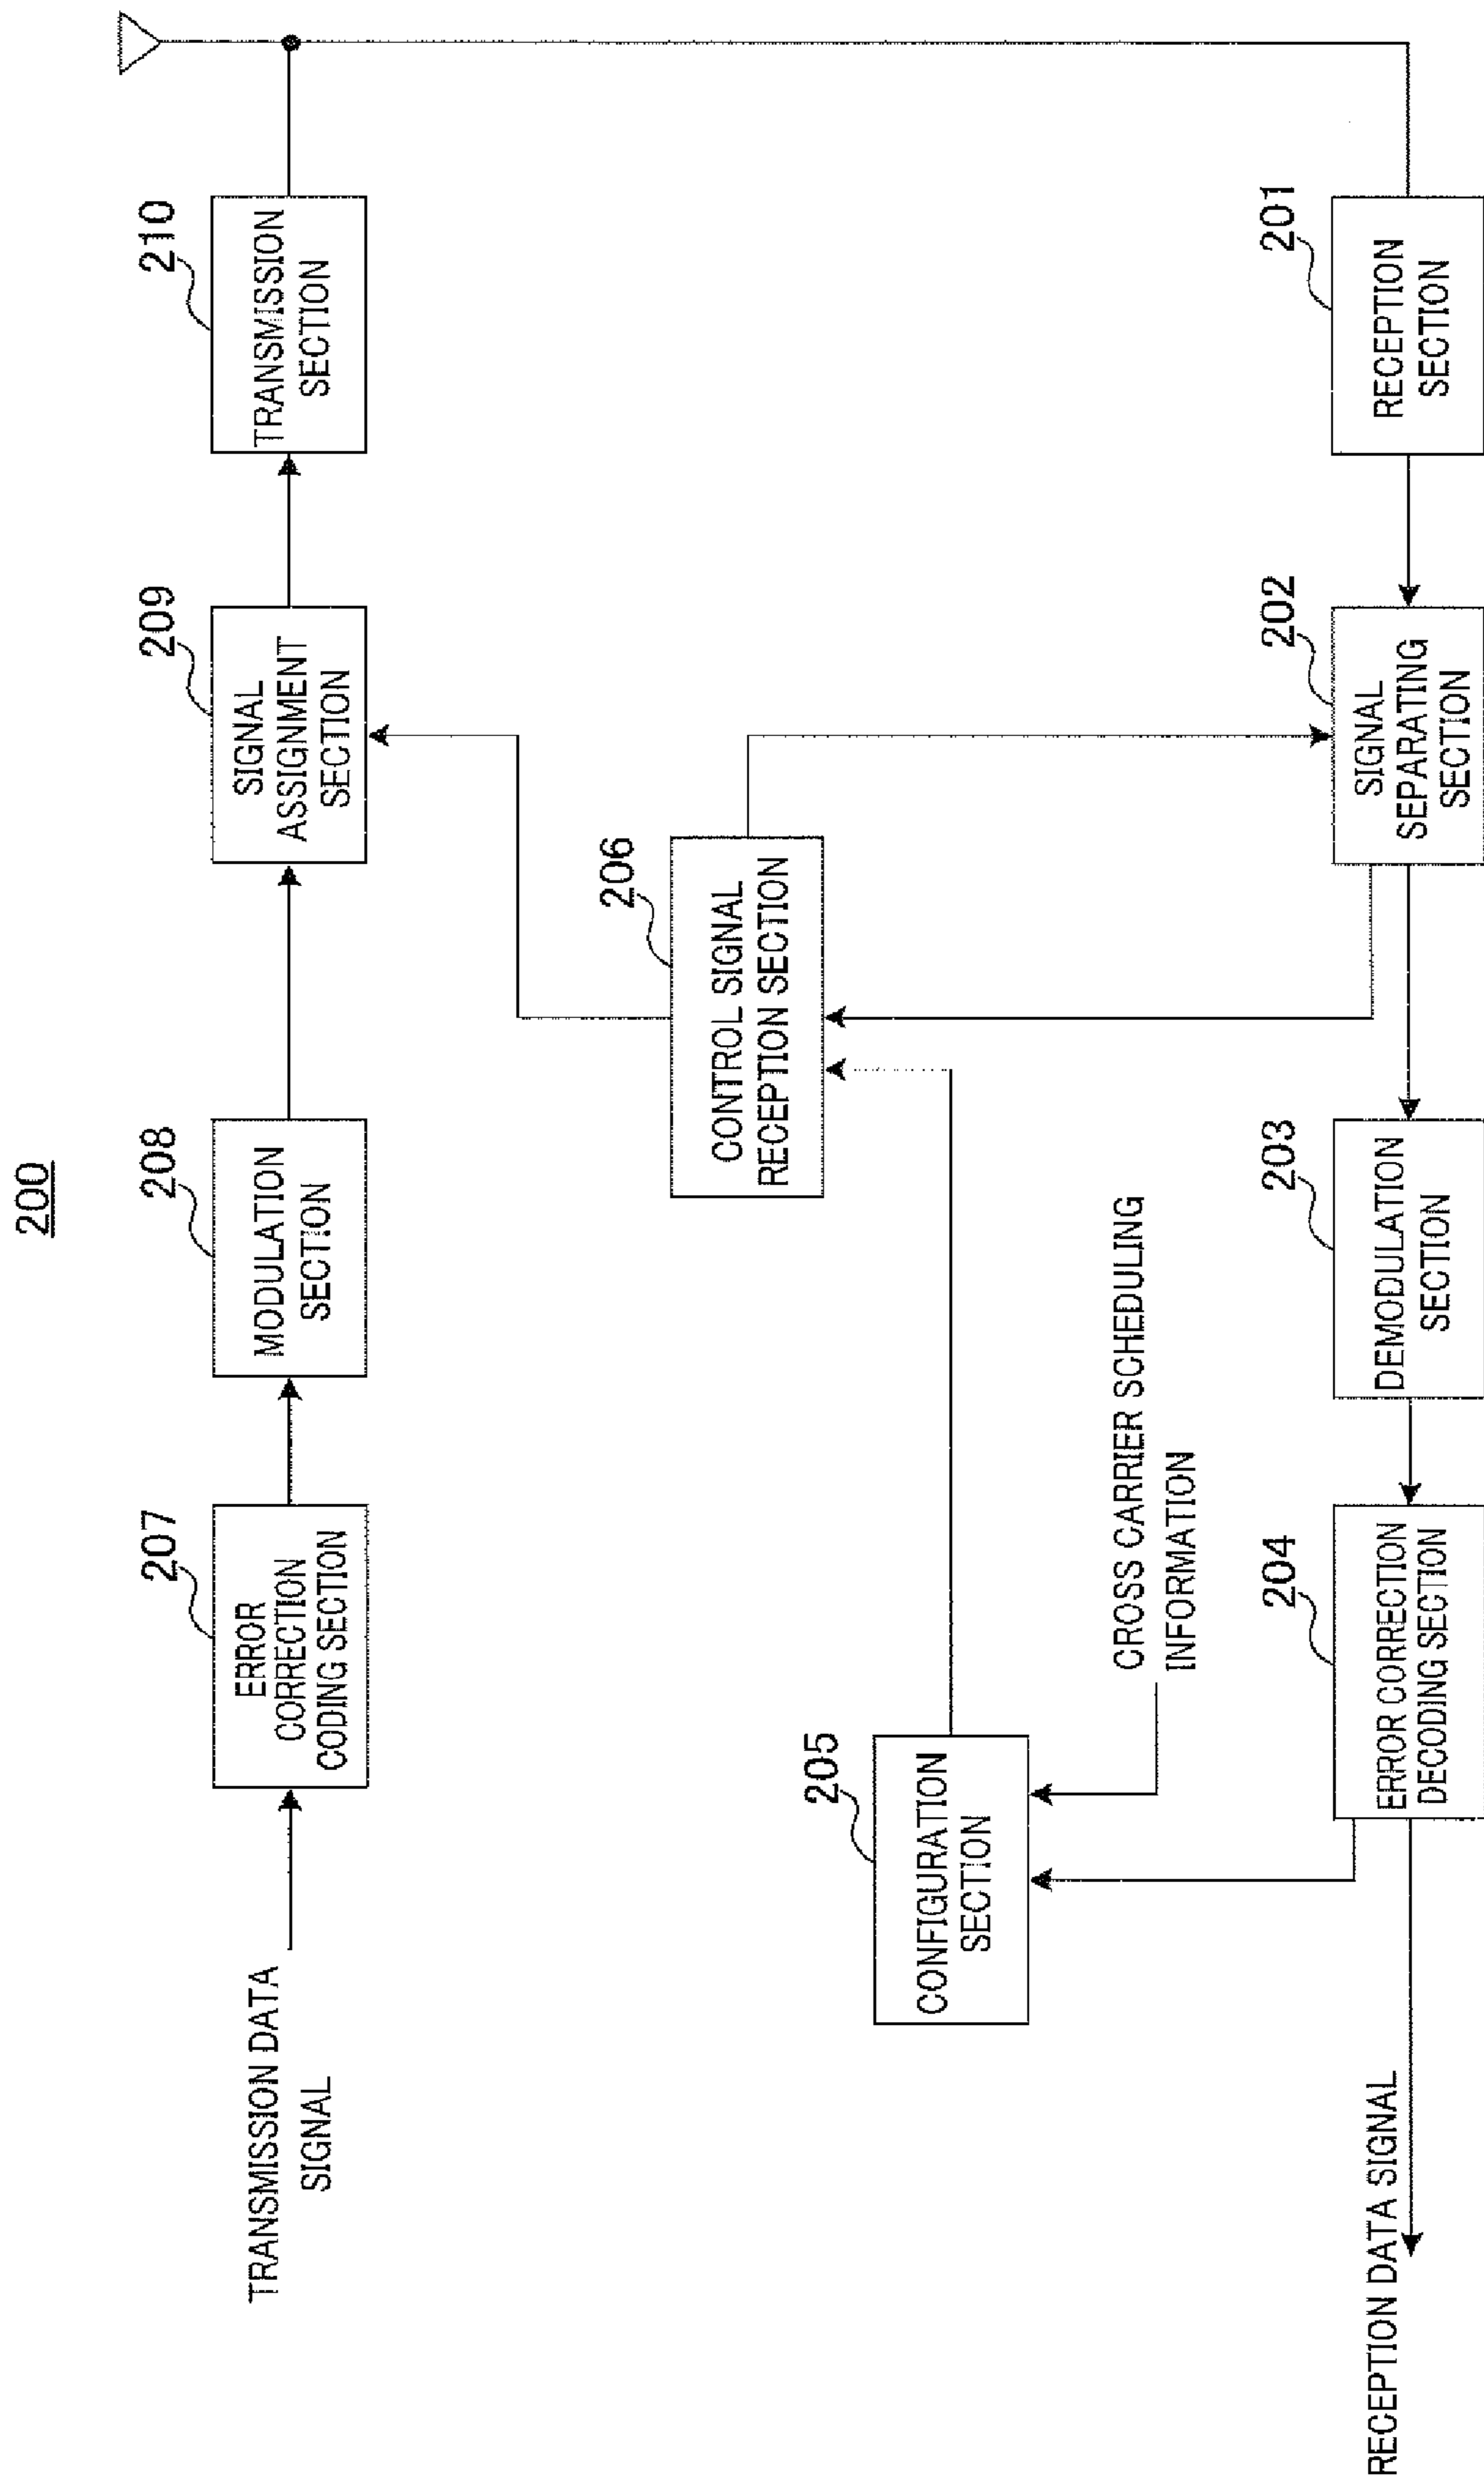 200
TRANSMISSION DATA
SIGNAL
207
ERROR
CORRECTION
CODING SECTION
208
MODULATION
SECTION
209
SIGNAL
ASSIGNMENT
SECTION
210
TRANSMISSION
SECTION
206
CONTROL SIGNAL
RECEPTION SECTION
205
CONFIGURATION
SECTION
CROSS CARRIER SCHEDULING
INFORMATION
RECEPTION DATA SIGNAL
204
ERROR CORRECTION
DECODING SECTION
203
DEMODULATION
SECTION
202
SIGNAL
SEPARATING
SECTION
201
RECEPTION
SECTION